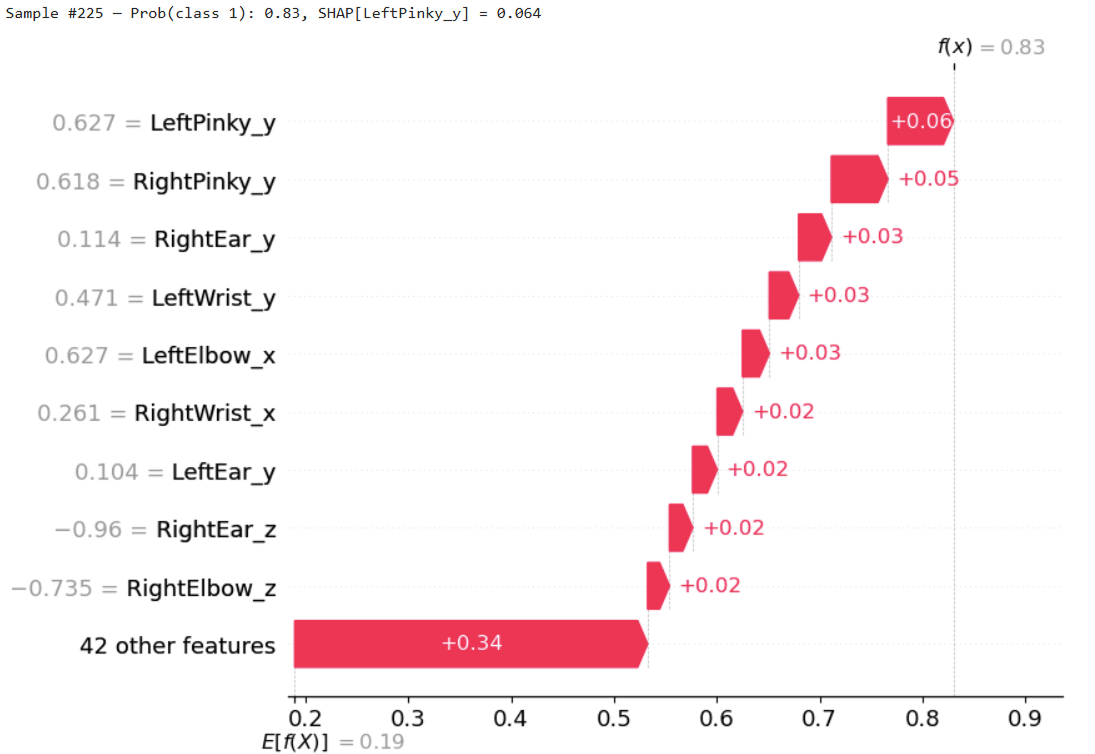 Sample #225 — Prob(class 1): 0.83, SHAP[LeftPinky_y] = 0.064
f(x) = 0.83
0.627 = LeftPinky_y +0.06
0.618 = RightPinky_y +0.05
0.114 = RightEar_y +0.03
0.471 = LeftWrist_y +0.03
0.627 = LeftElbow_x +0.03
0.261 = RightWrist_x +0.02
0.104 = LeftEar_y +0.02
−0.96 = RightEar_z +0.02
−0.735 = RightElbow_z +0.02
42 other features +0.34
0.2 0.3 0.4 0.5 0.6 0.7 0.8 0.9
E[f(X)] = 0.19